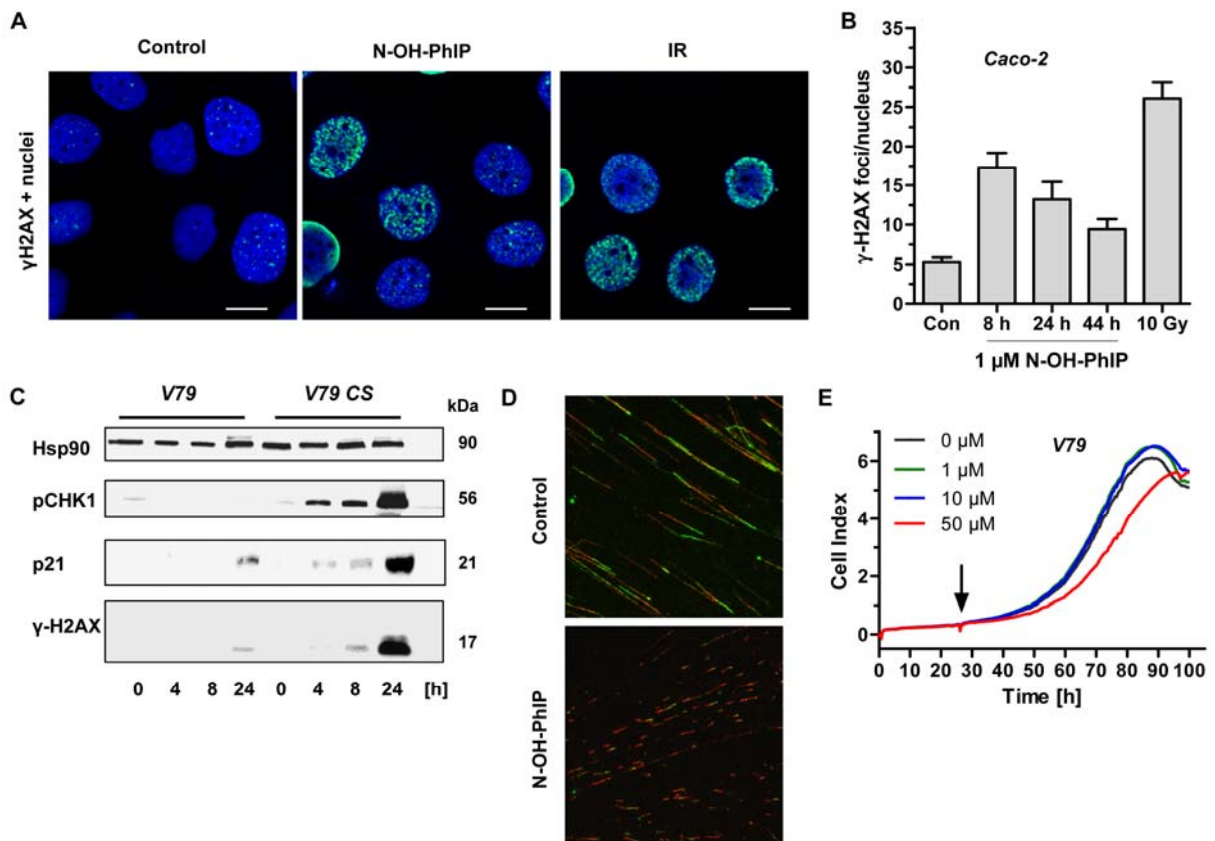 A
Control
N-OH-PhIP
IR
γH2AX + nuclei
B
Caco-2
γ-H2AX foci/nucleus
35
30
25
20
15
10
5
0
Con 8 h 24 h 44 h 10 Gy
1 µM N-OH-PhIP
C
V79 V79 CS
kDa
Hsp90 90
pCHK1 56
p21 21
γ-H2AX 17
0 4 8 24 0 4 8 24 [h]
D
Control
N-OH-PhIP
E
V79
0 µM
1 µM
10 µM
50 µM
Cell Index
6
4
2
0
0 10 20 30 40 50 60 70 80 90 100
Time [h]